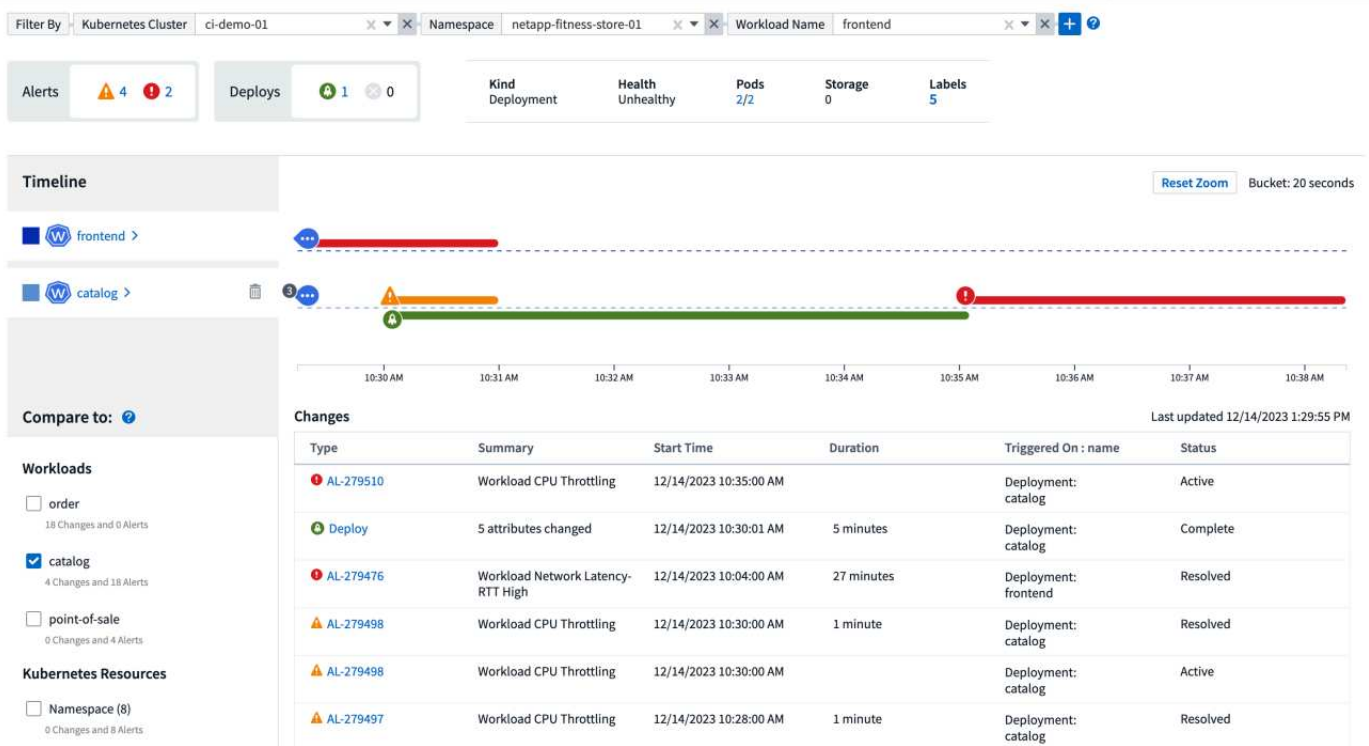 Filter By Kubernetes Cluster ci-demo-01 Namespace netapp-fitness-store-01 Workload Name frontend + ?
Alerts 4 2 Deploys 1 0
Kind Health Pods Storage Labels
Deployment Unhealthy 2/2 0 5
Timeline
Reset Zoom Bucket: 20 seconds
W frontend >
W catalog > 3
10:30 AM 10:31 AM 10:32 AM 10:33 AM 10:34 AM 10:35 AM 10:36 AM 10:37 AM 10:38 AM
Compare to: ?
Workloads
order
18 Changes and 0 Alerts
catalog
4 Changes and 18 Alerts
point-of-sale
0 Changes and 4 Alerts
Kubernetes Resources
Namespace (8)
0 Changes and 8 Alerts
Changes Last updated 12/14/2023 1:29:55 PM
Type Summary Start Time Duration Triggered On : name Status
AL-279510 Workload CPU Throttling 12/14/2023 10:35:00 AM Deployment: Active
catalog
Deploy 5 attributes changed 12/14/2023 10:30:01 AM 5 minutes Deployment: Complete
catalog
AL-279476 Workload Network Latency- 12/14/2023 10:04:00 AM 27 minutes Deployment: Resolved
RTT High frontend
AL-279498 Workload CPU Throttling 12/14/2023 10:30:00 AM 1 minute Deployment: Resolved
catalog
AL-279498 Workload CPU Throttling 12/14/2023 10:30:00 AM Deployment: Active
catalog
AL-279497 Workload CPU Throttling 12/14/2023 10:28:00 AM 1 minute Deployment: Resolved
catalog